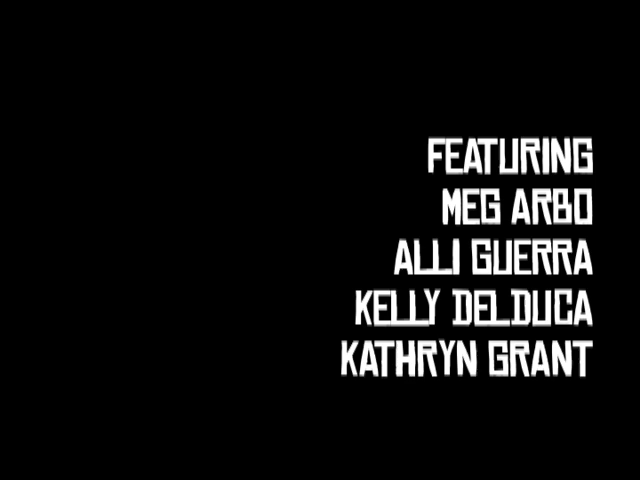 FEATURING
MEG ARBO
ALLI GUERRA
KELLY DELDUCA
KATHRYN GRANT